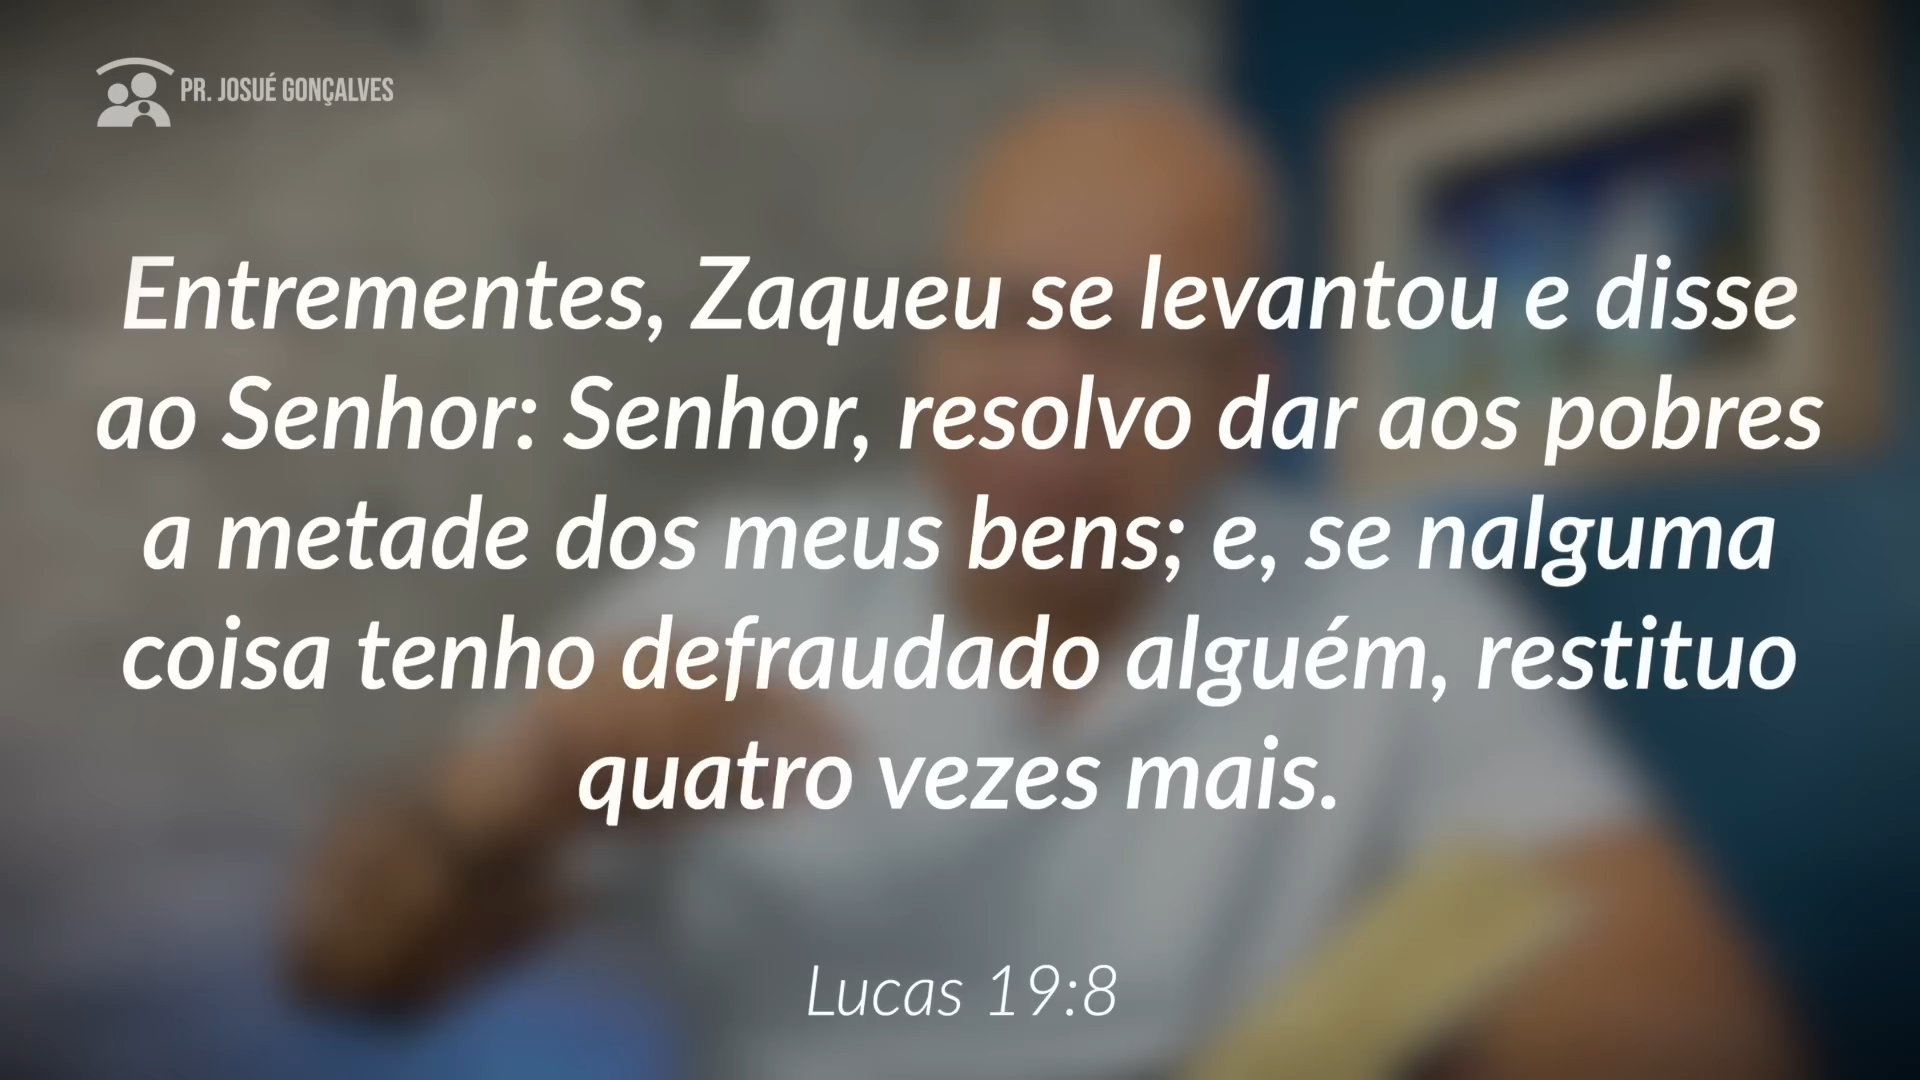 PR. JOSUÉ GONÇALVES
Entrementes, Zaqueu se levantou e disse
ao Senhor: Senhor, resolvo dar aos pobres
a metade dos meus bens; e, se nalguma
coisa tenho defraudado alguém, restituo
quatro vezes mais.
Lucas 19:8